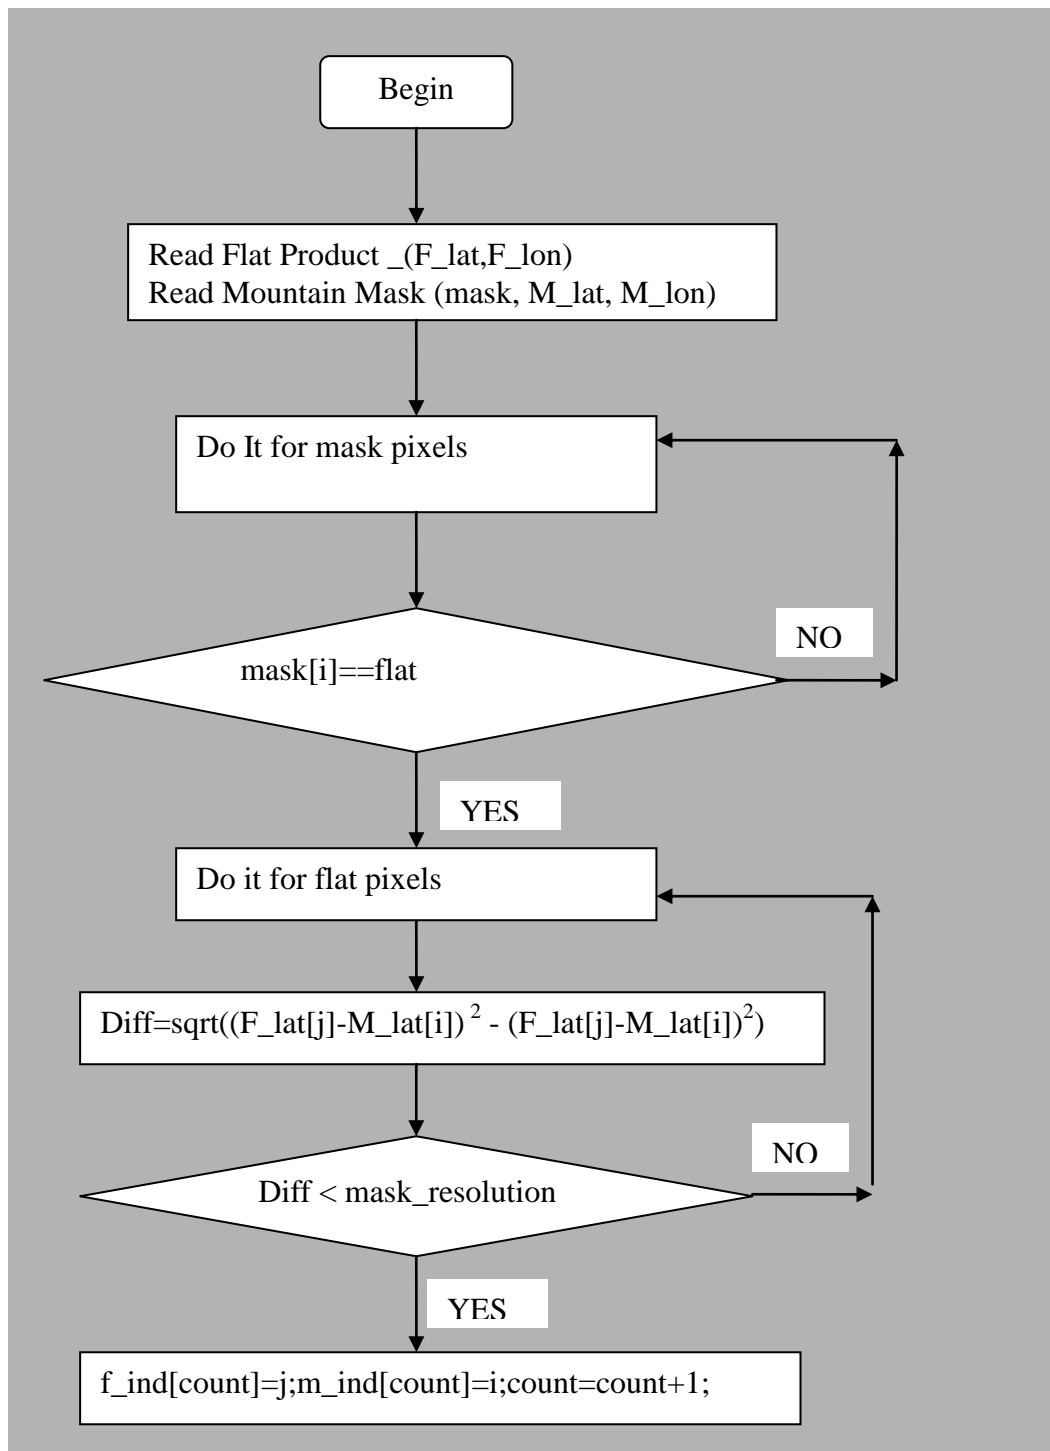 Begin
Read Flat Product _(F_lat,F_lon)
Read Mountain Mask (mask, M_lat, M_lon)
Do It for mask pixels
NO
mask[i]==flat
YES
Do it for flat pixels
Diff=sqrt((F_lat[j]-M_lat[i]) ² - (F_lat[j]-M_lat[i])²)
NO
Diff < mask_resolution
YES
f_ind[count]=j;m_ind[count]=i;count=count+1;